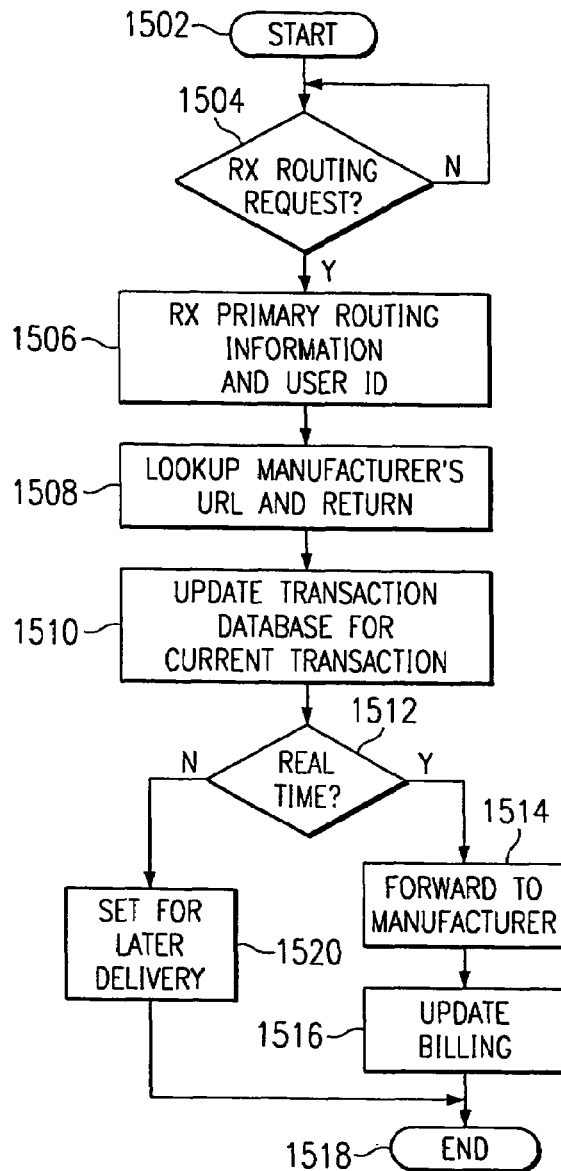 1502
START
1504
RX ROUTING
REQUEST?
N
Y
1506
RX PRIMARY ROUTING
INFORMATION
AND USER ID
1508
LOOKUP MANUFACTURER'S
URL AND RETURN
1510
UPDATE TRANSACTION
DATABASE FOR
CURRENT TRANSACTION
1512
N
REAL
TIME?
Y
1514
FORWARD TO
MANUFACTURER
SET FOR
LATER
DELIVERY
1520
1516
UPDATE
BILLING
1518
END